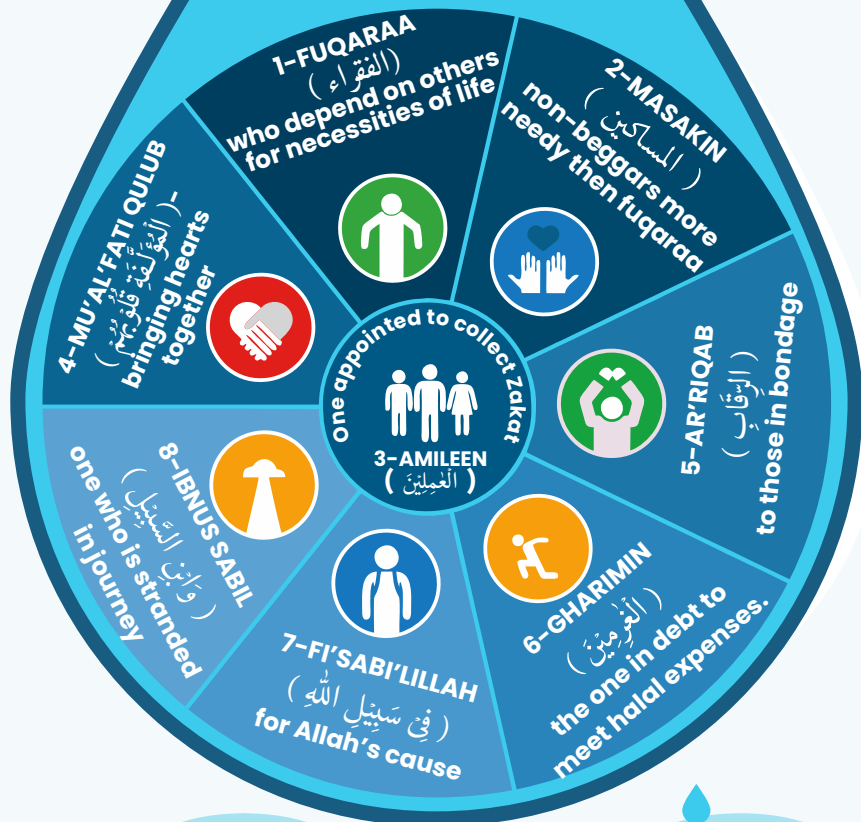 1-FUQARAA
(الفقراء)
who depend on others
for necessities of life
2-MASAKIN
(المساكين)
non-beggars more
needy then fuqaraa
One appointed to collect Zakat
3-AMILEEN
(الْعٰمِلِيْنَ)
4-MU'AL'FATI QULUB
(الْمُؤَلَّفَةِ قُلُوْبُهُمْ)-
bringing hearts
together
5-AR'RIQAB
(الرِّقَابِ)
to those in bondage
6-GHARIMIN
(الْغٰرِمِيْنَ)
the one in debt to
meet halal expenses.
7-FI'SABI'LILLAH
(فِيْ سَبِيْلِ اللّٰهِ)
for Allah's cause
8-IBNUS SABIL
(وَابْنِ السَّبِيْلِ)
one who is stranded
in journey